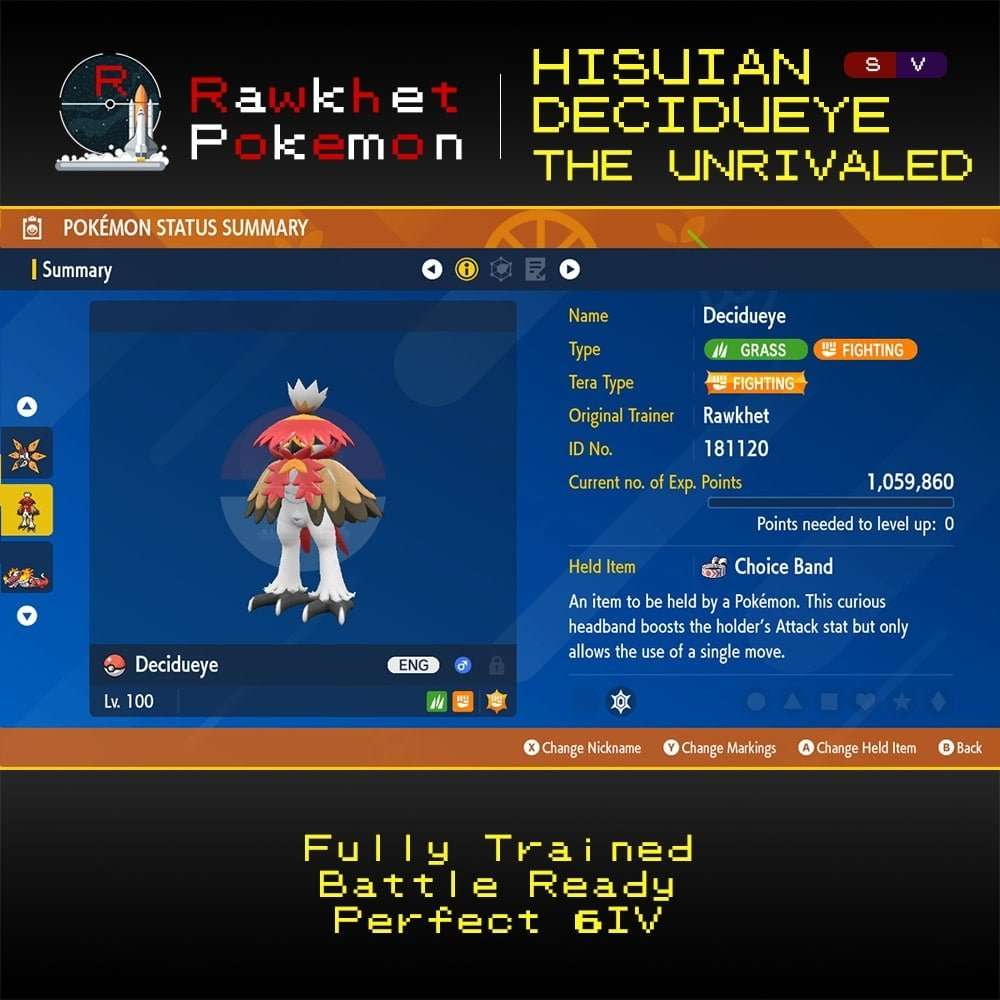 R
Rawkhet
Pokemon
HISUIAN
DECIDUEYE
THE UNRIVALED
S V
POKÉMON STATUS SUMMARY
Summary
Name Decidueye
Type GRASS FIGHTING
Tera Type FIGHTING
Original Trainer Rawkhet
ID No. 181120
Current no. of Exp. Points 1,059,860
Points needed to level up: 0
Held Item Choice Band
An item to be held by a Pokémon. This curious
headband boosts the holder's Attack stat but only
allows the use of a single move.
Decidueye ENG
Lv. 100
X Change Nickname Y Change Markings A Change Held Item B Back
Fully Trained
Battle Ready
Perfect 6IV